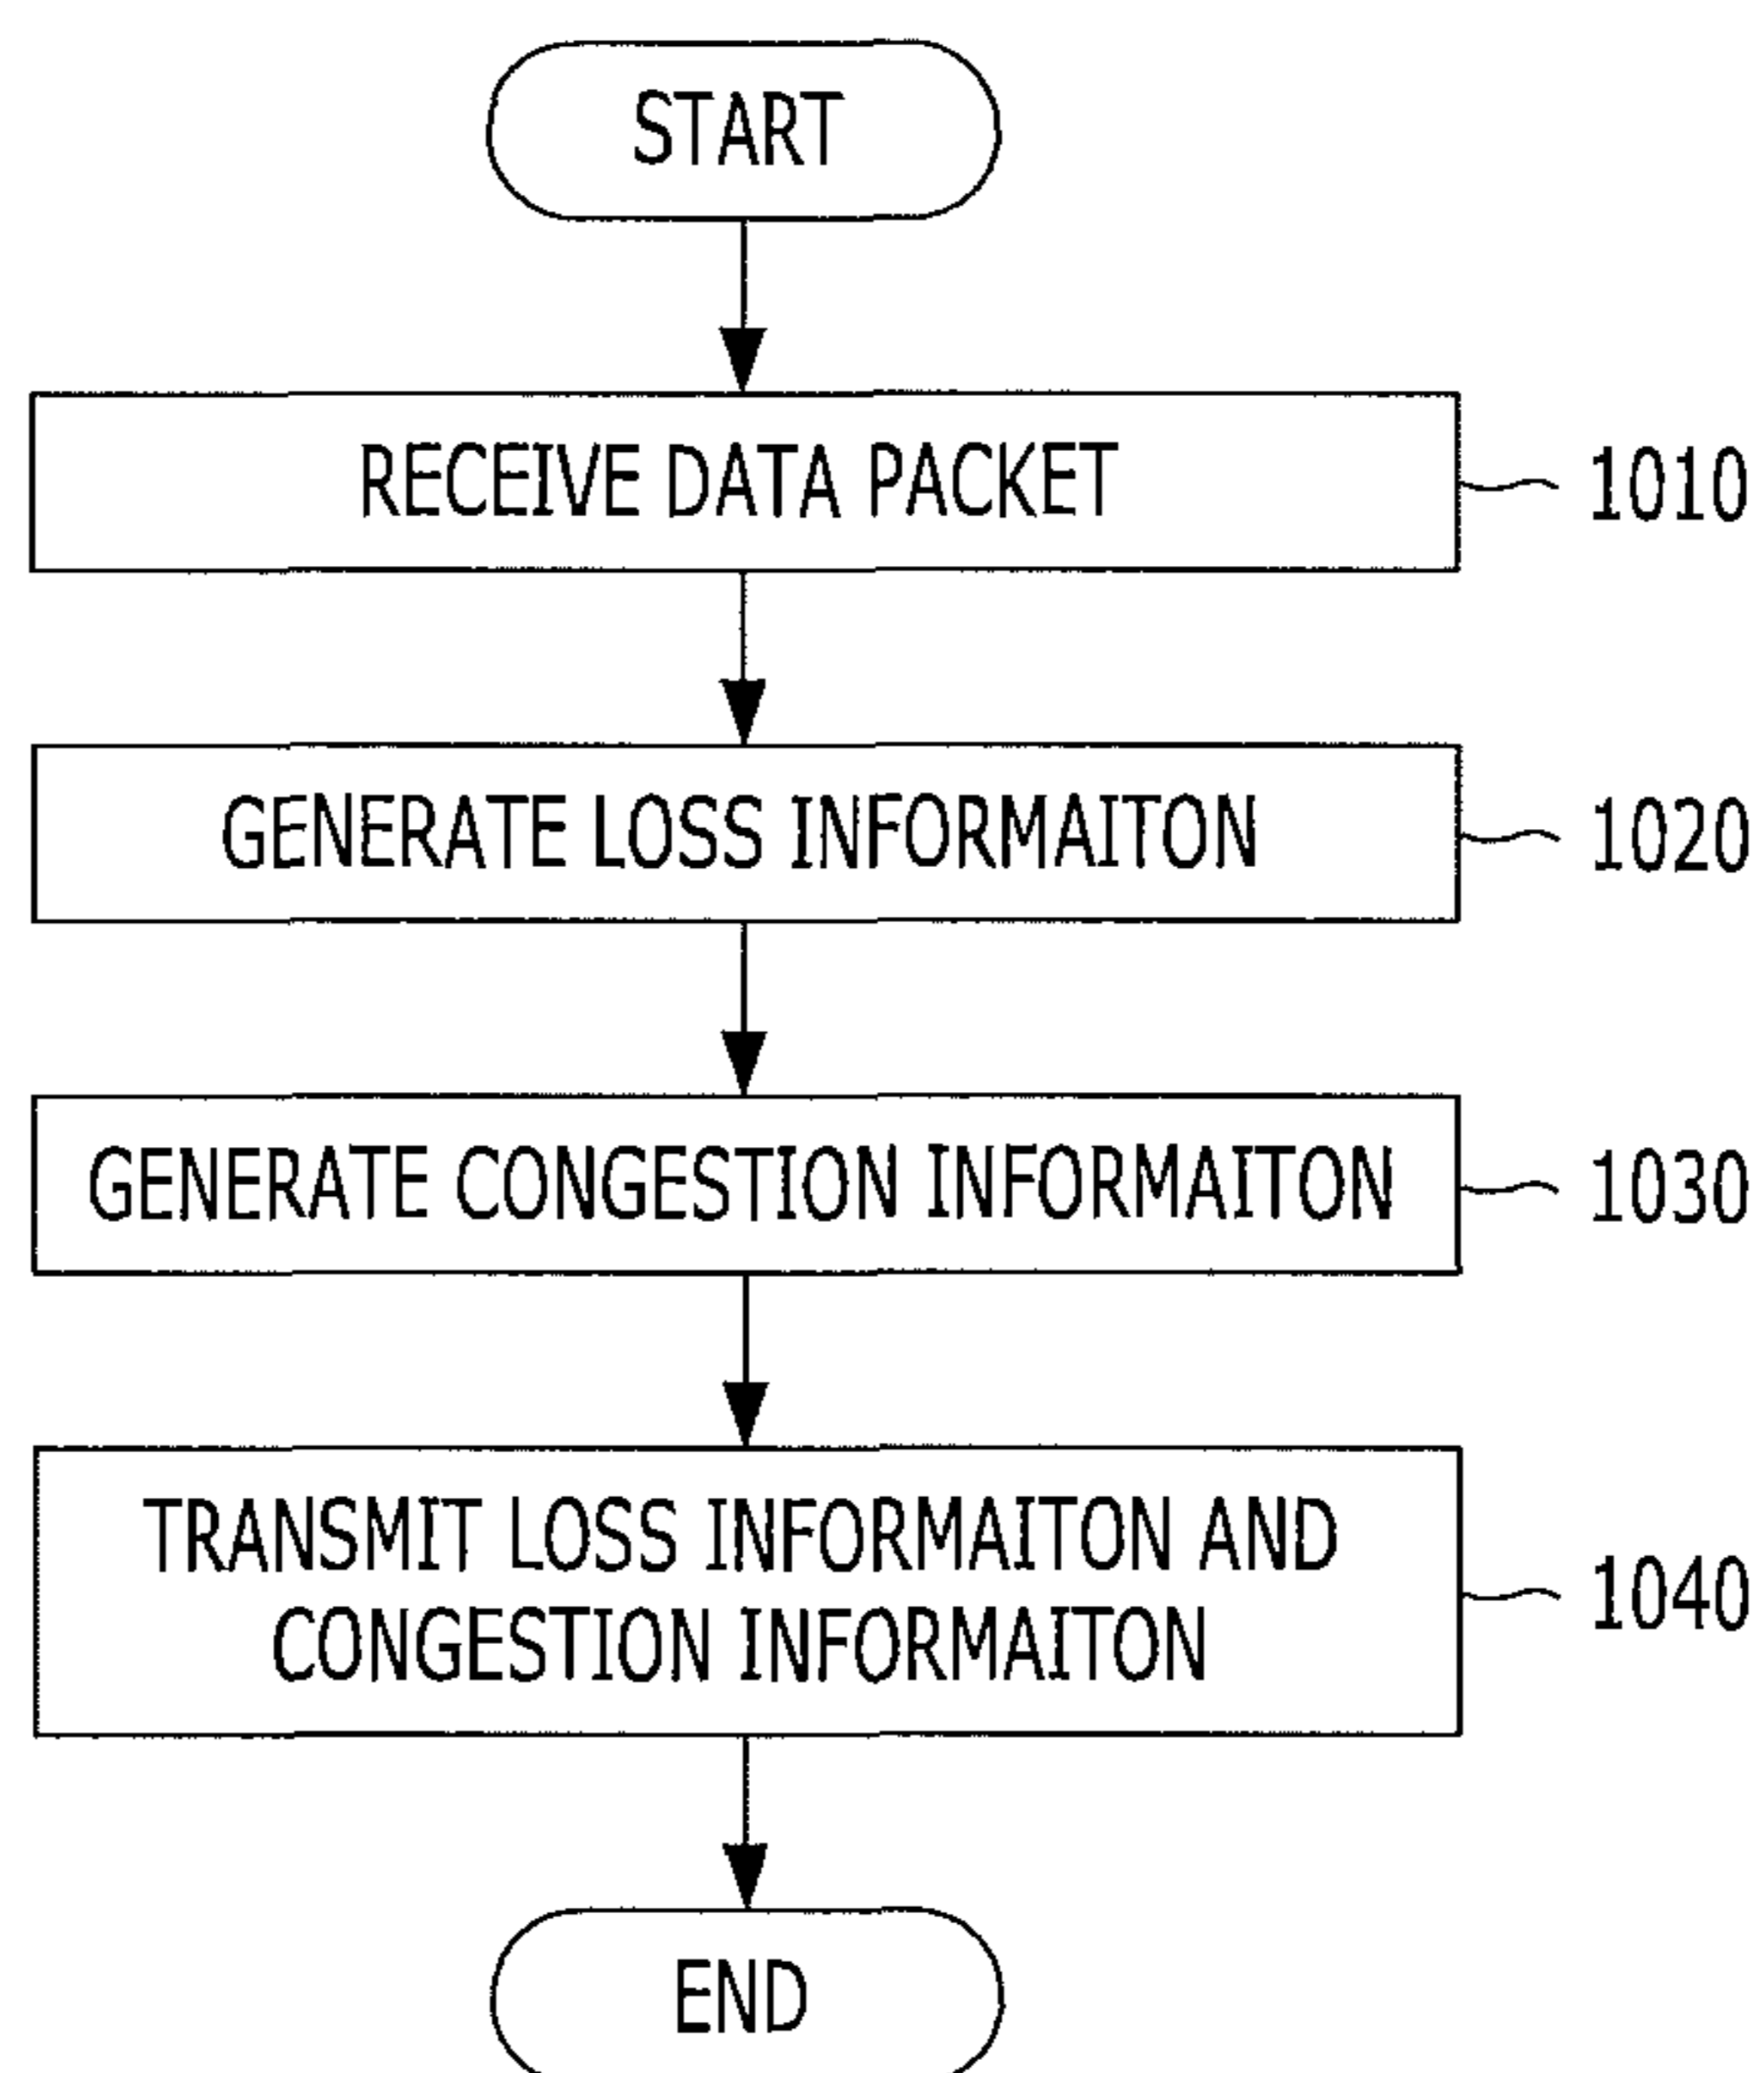 START
RECEIVE DATA PACKET
1010
GENERATE LOSS INFORMAITON
1020
GENERATE CONGESTION INFORMAITON
1030
TRANSMIT LOSS INFORMAITON AND
CONGESTION INFORMAITON
1040
END